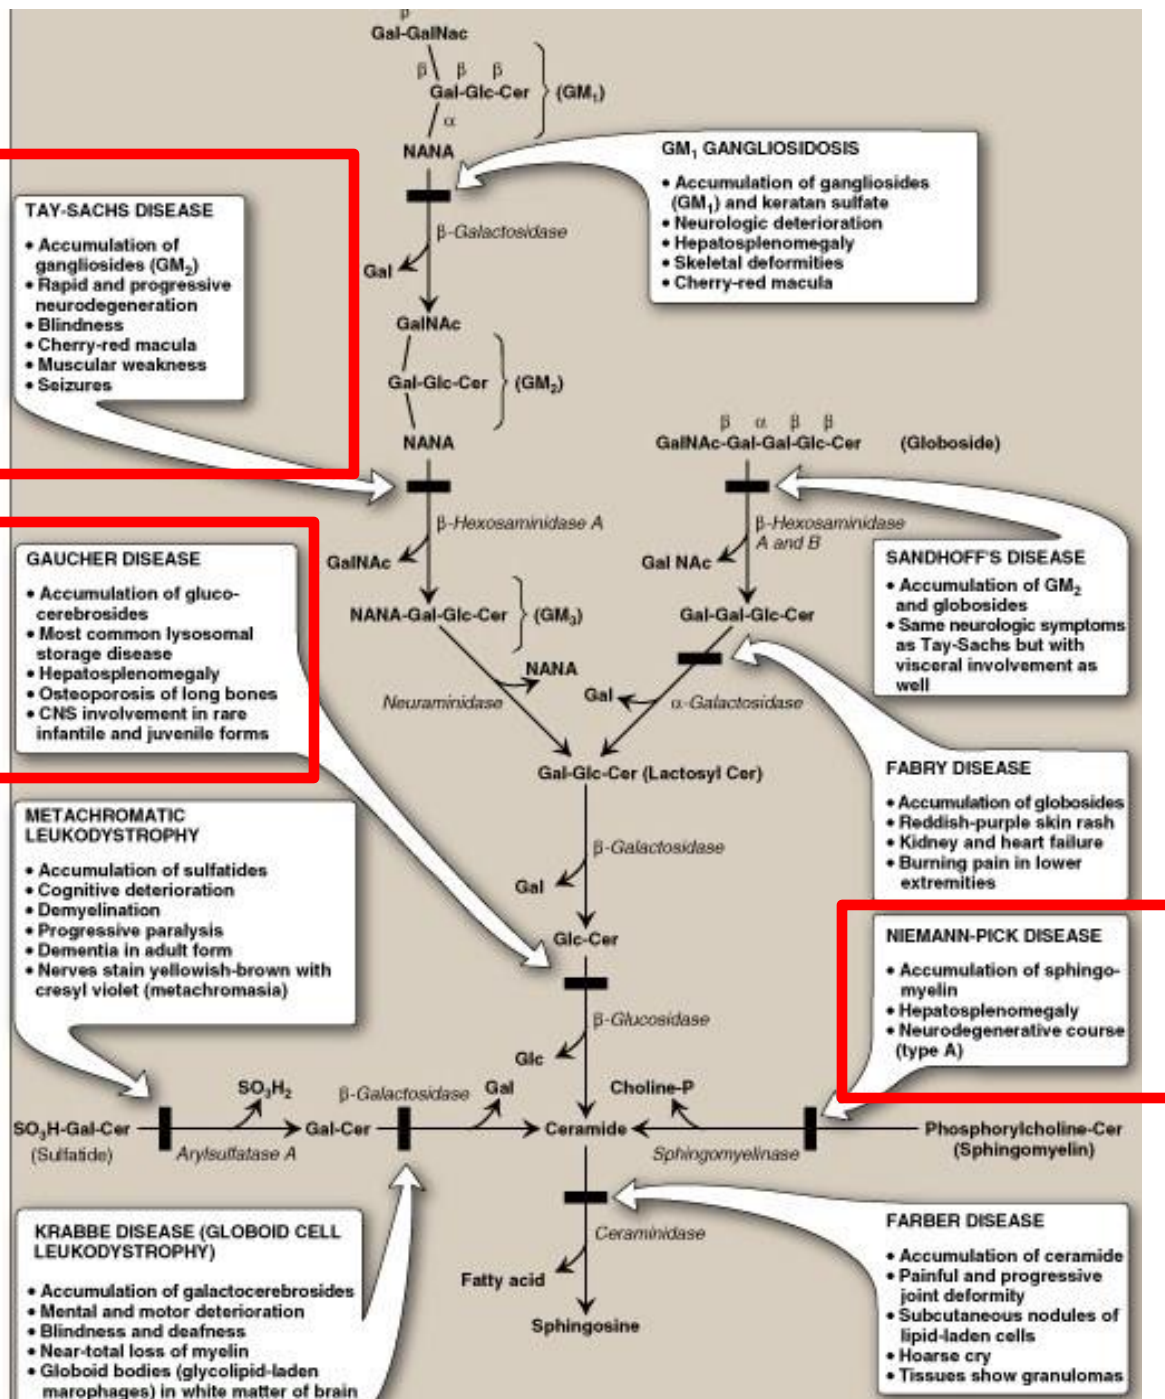 β
Gal-GalNac
β β β
Gal-Glc-Cer (GM1)
α
NANA
GM1 GANGLIOSIDOSIS
• Accumulation of gangliosides
(GM1) and keratan sulfate
• Neurologic deterioration
• Hepatosplenomegaly
• Skeletal deformities
• Cherry-red macula
TAY-SACHS DISEASE
• Accumulation of
gangliosides (GM2)
• Rapid and progressive
neurodegeneration
• Blindness
• Cherry-red macula
• Muscular weakness
• Seizures
β-Galactosidase
Gal
GalNAc
Gal-Glc-Cer (GM2)
NANA
β α β β
GalNAc-Gal-Gal-Glc-Cer (Globoside)
β-Hexosaminidase A
GalNAc
β-Hexosaminidase
A and B
Gal NAc
SANDHOFF'S DISEASE
• Accumulation of GM2
and globosides
• Same neurologic symptoms
as Tay-Sachs but with
visceral involvement as
well
GAUCHER DISEASE
• Accumulation of gluco-
cerebrosides
• Most common lysosomal
storage disease
• Hepatosplenomegaly
• Osteoporosis of long bones
• CNS involvement in rare
infantile and juvenile forms
NANA-Gal-Glc-Cer (GM3)
Gal-Gal-Glc-Cer
NANA
Neuraminidase
Gal
α-Galactosidase
Gal-Glc-Cer (Lactosyl Cer)
FABRY DISEASE
• Accumulation of globosides
• Reddish-purple skin rash
• Kidney and heart failure
• Burning pain in lower
extremities
METACHROMATIC
LEUKODYSTROPHY
• Accumulation of sulfatides
• Cognitive deterioration
• Demyelination
• Progressive paralysis
• Dementia in adult form
• Nerves stain yellowish-brown with
cresyl violet (metachromasia)
β-Galactosidase
Gal
Glc-Cer
β-Glucosidase
Glc
NIEMANN-PICK DISEASE
• Accumulation of sphingo-
myelin
• Hepatosplenomegaly
• Neurodegenerative course
(type A)
SO3H2
β-Galactosidase
Gal
Choline-P
SO3H-Gal-Cer
(Sulfatide)
Arylsulfatase A
Gal-Cer
Ceramide
Sphingomyelinase
Phosphorylcholine-Cer
(Sphingomyelin)
KRABBE DISEASE (GLOBOID CELL
LEUKODYSTROPHY)
• Accumulation of galactocerebrosides
• Mental and motor deterioration
• Blindness and deafness
• Near-total loss of myelin
• Globoid bodies (glycolipid-laden
marophages) in white matter of brain
Ceraminidase
Fatty acid
Sphingosine
FARBER DISEASE
• Accumulation of ceramide
• Painful and progressive
joint deformity
• Subcutaneous nodules of
lipid-laden cells
• Hoarse cry
• Tissues show granulomas